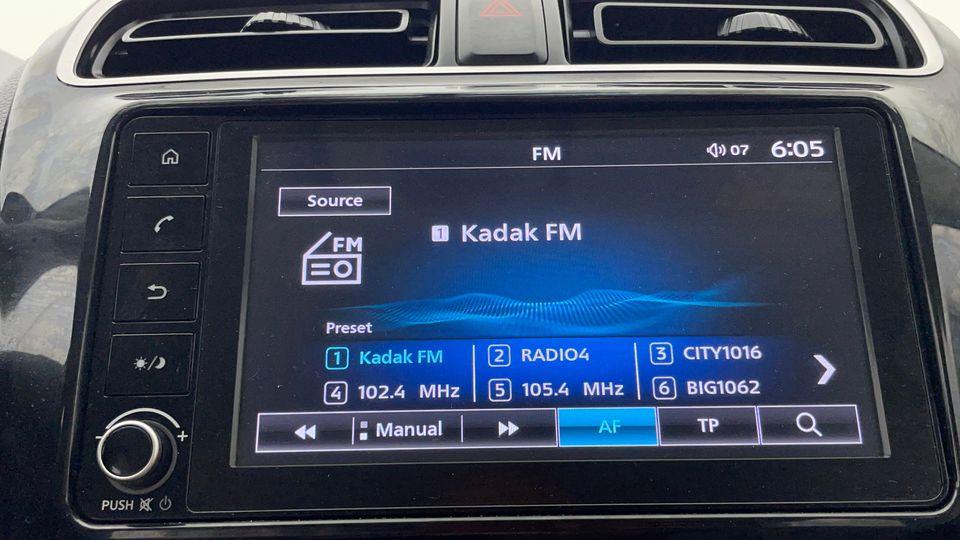 FM
07 6:05
Source
FM
1 Kadak FM
Preset
1 Kadak FM 2 RADIO4 3 CITY1016
4 102.4 MHz 5 105.4 MHz 6 BIG1062
Manual AF TP
- +
PUSH